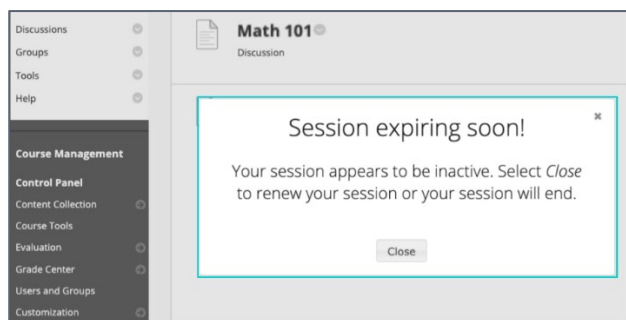 Discussions
Groups
Tools
Help
Course Management
Control Panel
Content Collection
Course Tools
Evaluation
Grade Center
Users and Groups
Customization
Math 101
Discussion
Session expiring soon!
Your session appears to be inactive. Select Close
to renew your session or your session will end.
Close